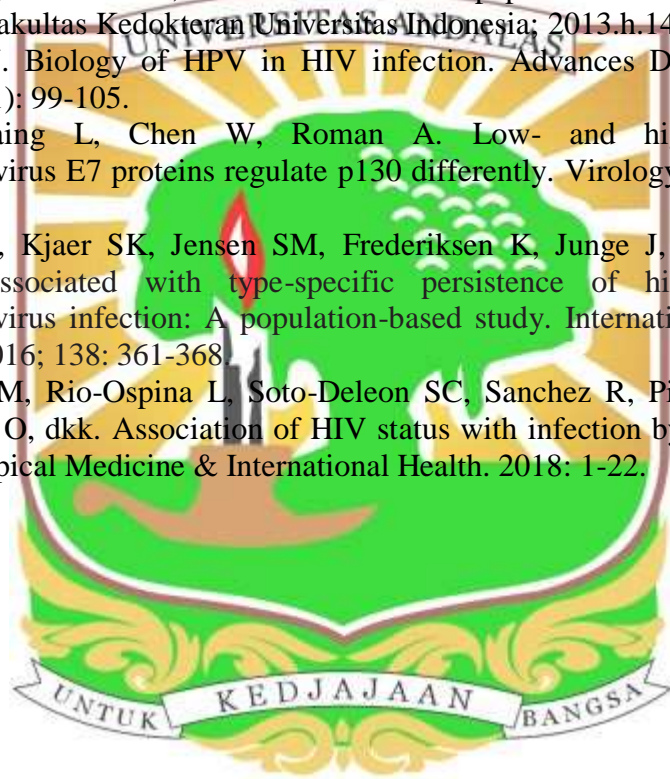 Fakultas Kedokteran Universitas Indonesia; 2013.h.14
UNIVERSITAS ANDALAS
Biology of HPV in HIV infection. Advances D
): 99-105.
L, Chen W, Roman A. Low- and hi
virus E7 proteins regulate p130 differently. Virology
, Kjaer SK, Jensen SM, Frederiksen K, Junge J,
ssociated with type-specific persistence of hi
virus infection: A population-based study. Internati
016; 138: 361-368.
M, Rio-Ospina L, Soto-Deleon SC, Sanchez R, Pi
O, dkk. Association of HIV status with infection by
pical Medicine & International Health. 2018: 1-22.
UNTUK KEDJAJAAN BANGSA